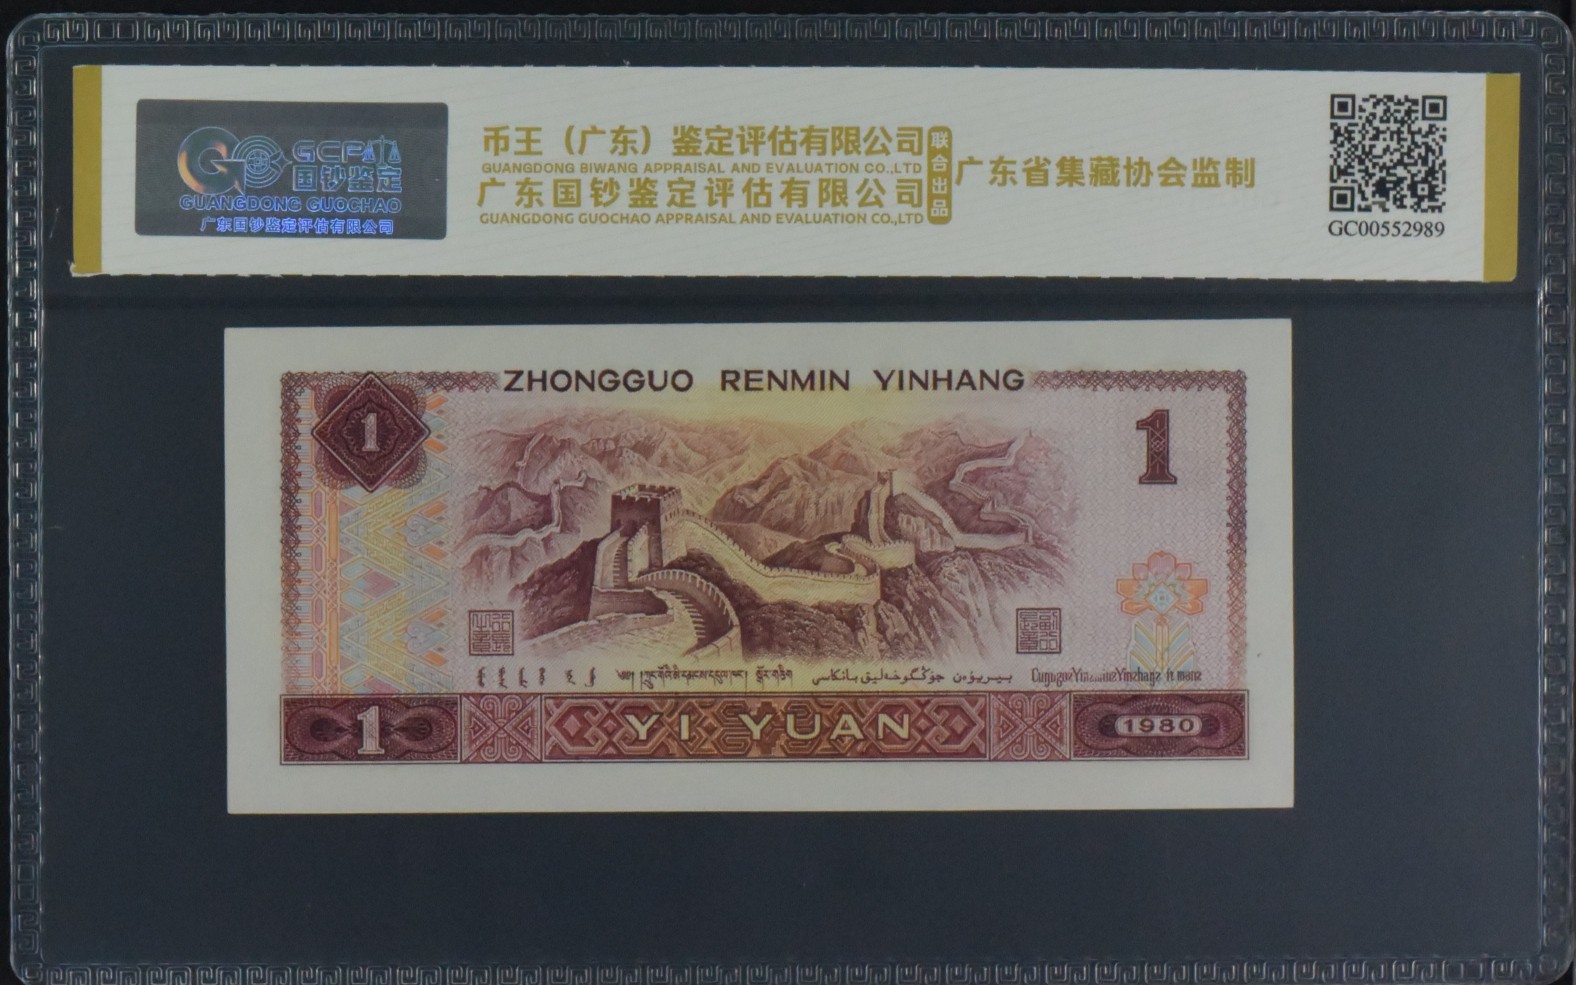 GCP
国钞鉴定
GUANGDONG GUOCHAO
广东国钞鉴定评估有限公司
币王（广东）鉴定评估有限公司
GUANGDONG BIWANG APPRAISAL AND EVALUATION CO.,LTD
广东国钞鉴定评估有限公司
GUANGDONG GUOCHAO APPRAISAL AND EVALUATION CO.,LTD
联合出品
广东省集藏协会监制
GC00552989
ZHONGGUO RENMIN YINHANG
1
1
1
YI YUAN
1980